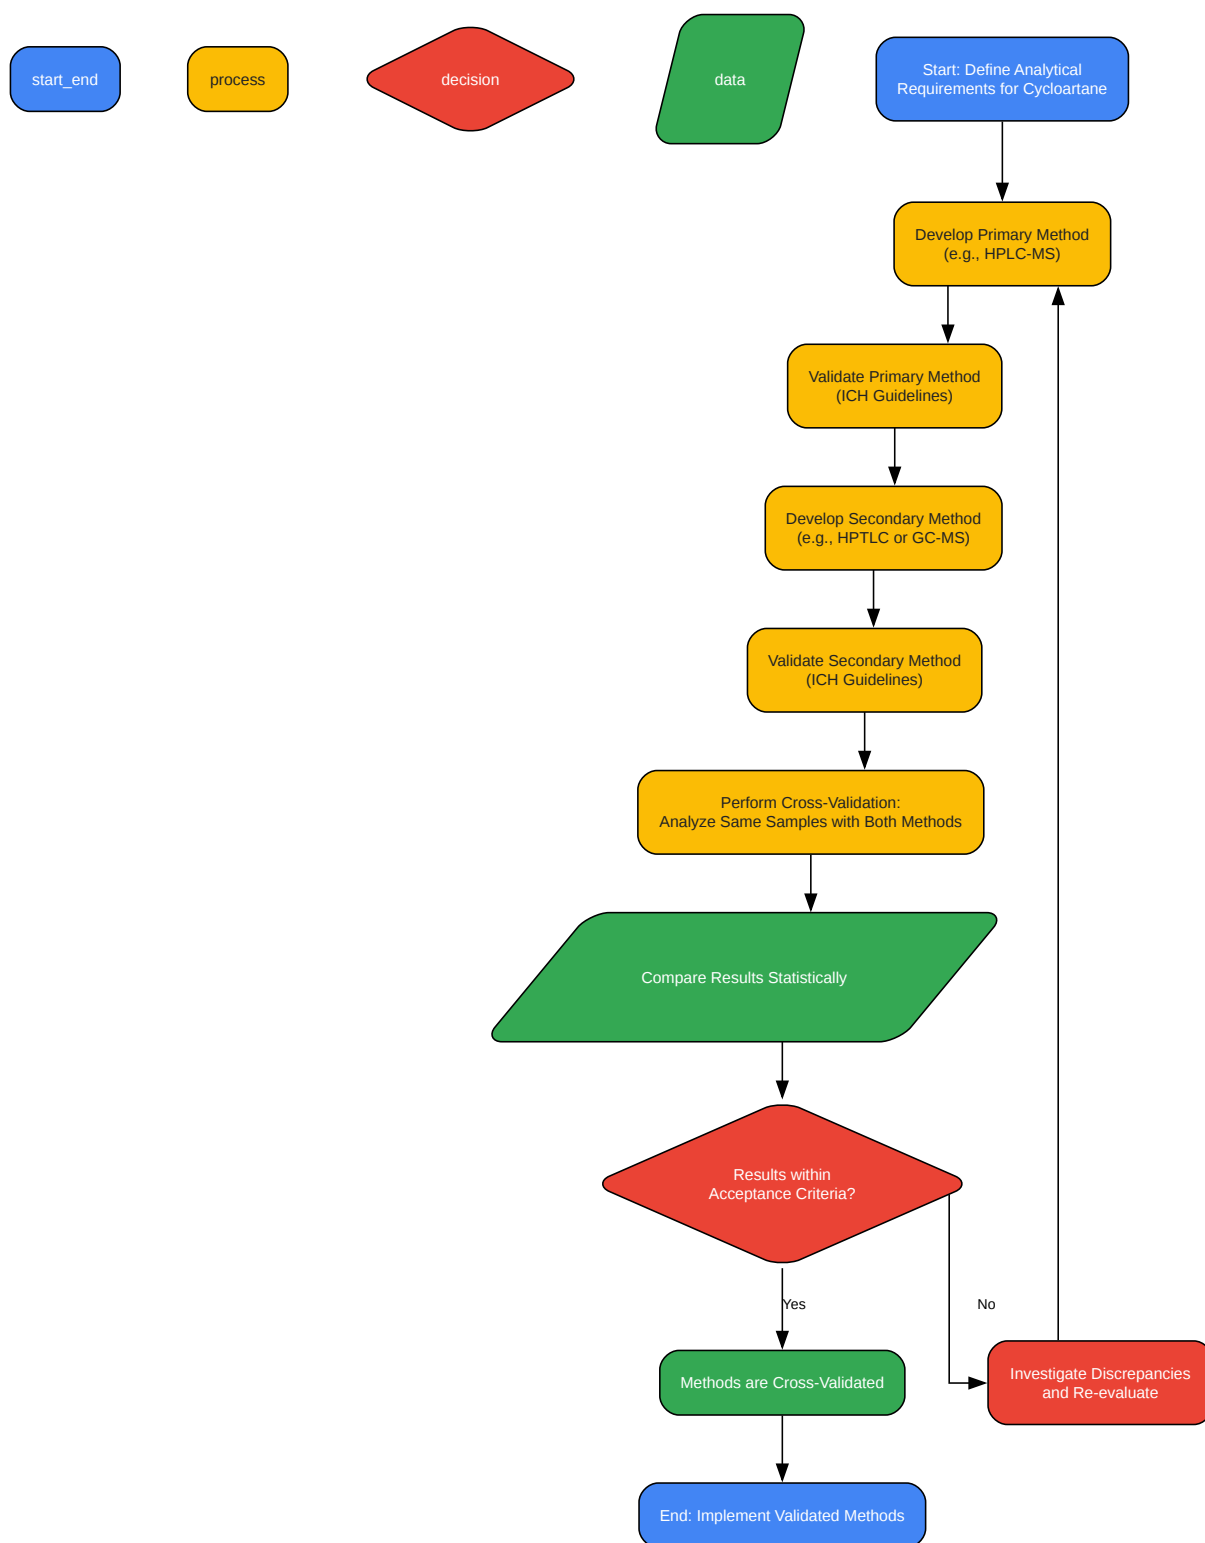 start_end
process
decision
data
Start: Define Analytical
Requirements for Cycloartane
Develop Primary Method
(e.g., HPLC-MS)
Validate Primary Method
(ICH Guidelines)
Develop Secondary Method
(e.g., HPTLC or GC-MS)
Validate Secondary Method
(ICH Guidelines)
Perform Cross-Validation:
Analyze Same Samples with Both Methods
Compare Results Statistically
Results within
Acceptance Criteria?
Yes
No
Methods are Cross-Validated
Investigate Discrepancies
and Re-evaluate
End: Implement Validated Methods